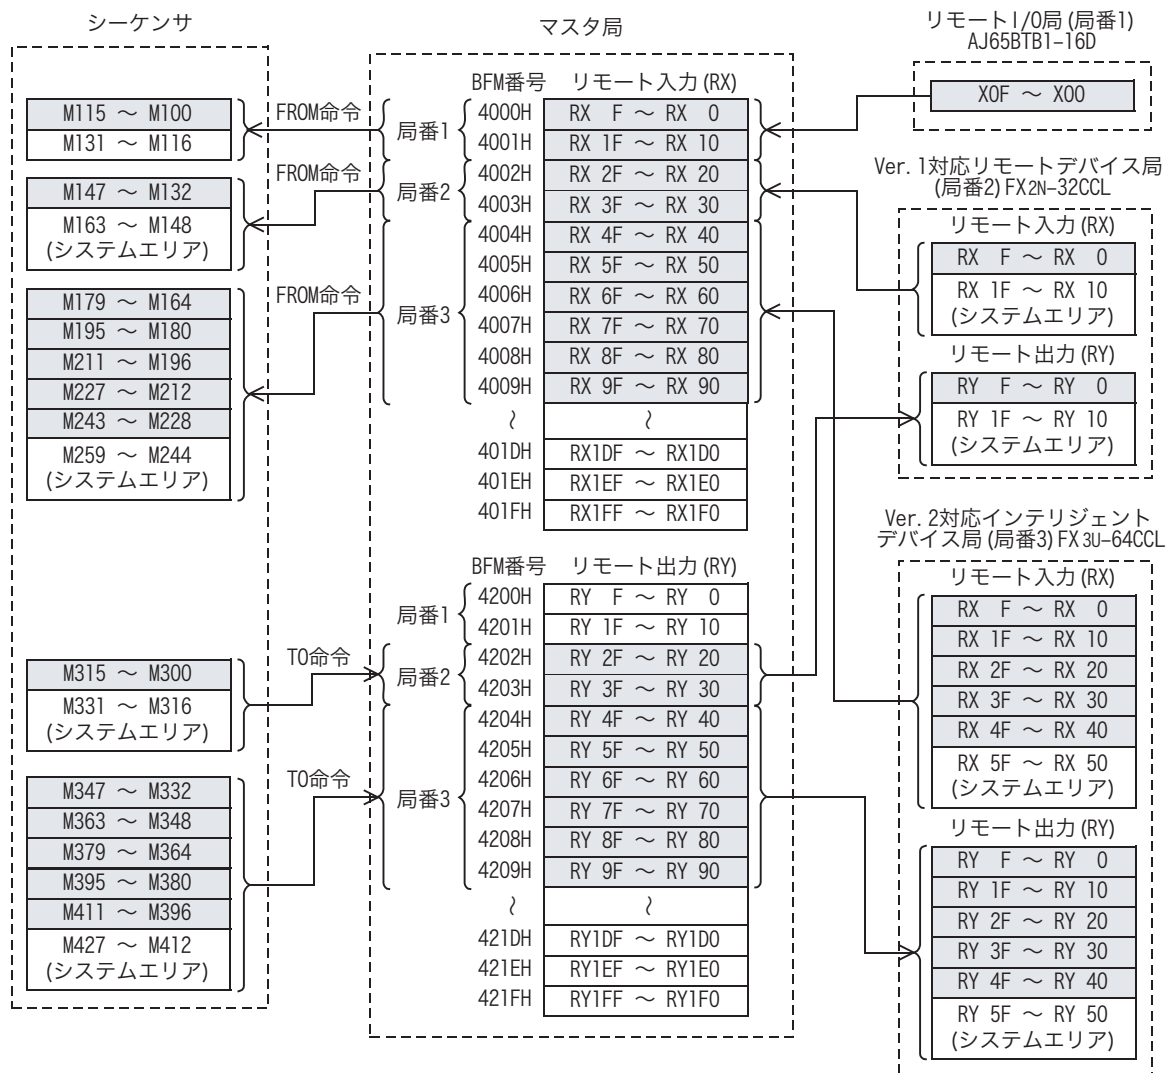 シーケンサ
M115 ～ M100
M131 ～ M116
M147 ～ M132
M163 ～ M148
(システムエリア)
M179 ～ M164
M195 ～ M180
M211 ～ M196
M227 ～ M212
M243 ～ M228
M259 ～ M244
(システムエリア)
M315 ～ M300
M331 ～ M316
(システムエリア)
M347 ～ M332
M363 ～ M348
M379 ～ M364
M395 ～ M380
M411 ～ M396
M427 ～ M412
(システムエリア)
FROM命令
FROM命令
FROM命令
TO命令
TO命令
マスタ局
BFM番号 リモート入力(RX)
局番1
4000H RX F ～ RX 0
4001H RX 1F ～ RX 10
局番2
4002H RX 2F ～ RX 20
4003H RX 3F ～ RX 30
局番3
4004H RX 4F ～ RX 40
4005H RX 5F ～ RX 50
4006H RX 6F ～ RX 60
4007H RX 7F ～ RX 70
4008H RX 8F ～ RX 80
4009H RX 9F ～ RX 90
～ ～
401DH RX1DF ～ RX1D0
401EH RX1EF ～ RX1E0
401FH RX1FF ～ RX1F0
BFM番号 リモート出力(RY)
局番1
4200H RY F ～ RY 0
4201H RY 1F ～ RY 10
局番2
4202H RY 2F ～ RY 20
4203H RY 3F ～ RY 30
局番3
4204H RY 4F ～ RY 40
4205H RY 5F ～ RY 50
4206H RY 6F ～ RY 60
4207H RY 7F ～ RY 70
4208H RY 8F ～ RY 80
4209H RY 9F ～ RY 90
～ ～
421DH RY1DF ～ RY1D0
421EH RY1EF ～ RY1E0
421FH RY1FF ～ RY1F0
リモートI/O局(局番1)
AJ65BTB1-16D
X0F ～ X00
Ver.1対応リモートデバイス局
(局番2)FX2N-32CCL
リモート入力(RX)
RX F ～ RX 0
RX 1F ～ RX 10
(システムエリア)
リモート出力(RY)
RY F ～ RY 0
RY 1F ～ RY 10
(システムエリア)
Ver.2対応インテリジェント
デバイス局(局番3)FX3U-64CCL
リモート入力(RX)
RX F ～ RX 0
RX 1F ～ RX 10
RX 2F ～ RX 20
RX 3F ～ RX 30
RX 4F ～ RX 40
RX 5F ～ RX 50
(システムエリア)
リモート出力(RY)
RY F ～ RY 0
RY 1F ～ RY 10
RY 2F ～ RY 20
RY 3F ～ RY 30
RY 4F ～ RY 40
RY 5F ～ RY 50
(システムエリア)